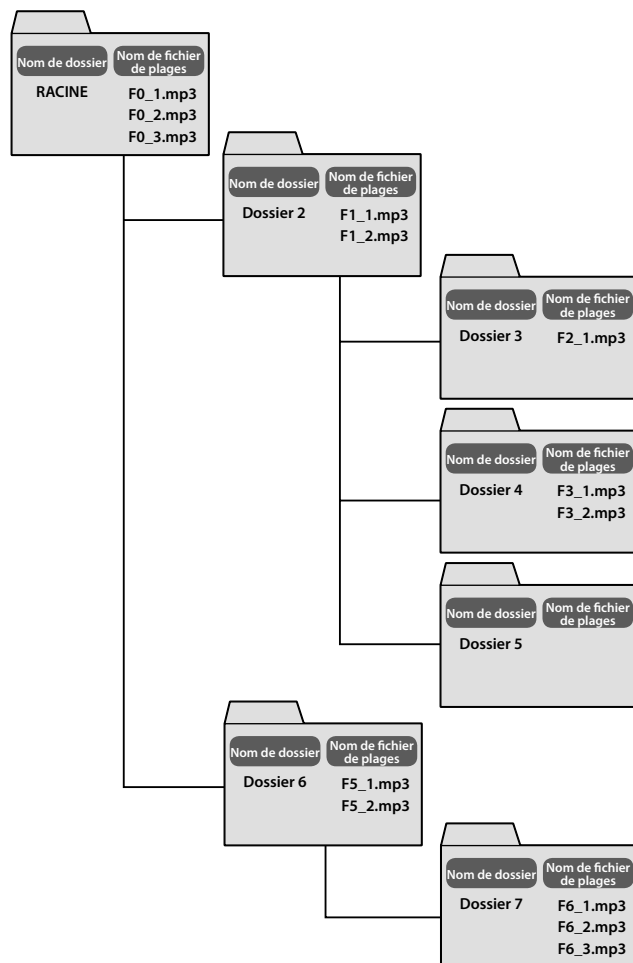 Nom de dossier
Nom de fichier
de plages
RACINE
F0_1.mp3
F0_2.mp3
F0_3.mp3
Nom de dossier
Nom de fichier
de plages
Dossier 2
F1_1.mp3
F1_2.mp3
Nom de dossier
Nom de fichier
de plages
Dossier 3
F2_1.mp3
Nom de dossier
Nom de fichier
de plages
Dossier 4
F3_1.mp3
F3_2.mp3
Nom de dossier
Nom de fichier
de plages
Dossier 5
Nom de dossier
Nom de fichier
de plages
Dossier 6
F5_1.mp3
F5_2.mp3
Nom de dossier
Nom de fichier
de plages
Dossier 7
F6_1.mp3
F6_2.mp3
F6_3.mp3